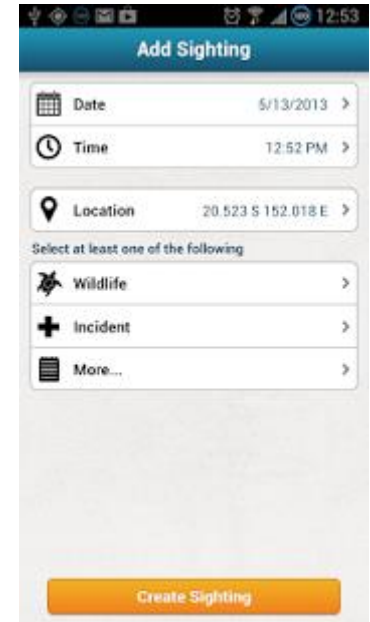 12:53
Add Sighting
Date 5/13/2013 >
Time 12:52 PM >
Location 20.523 S 152.018 E >
Select at least one of the following
Wildlife >
Incident >
More... >
Create Sighting